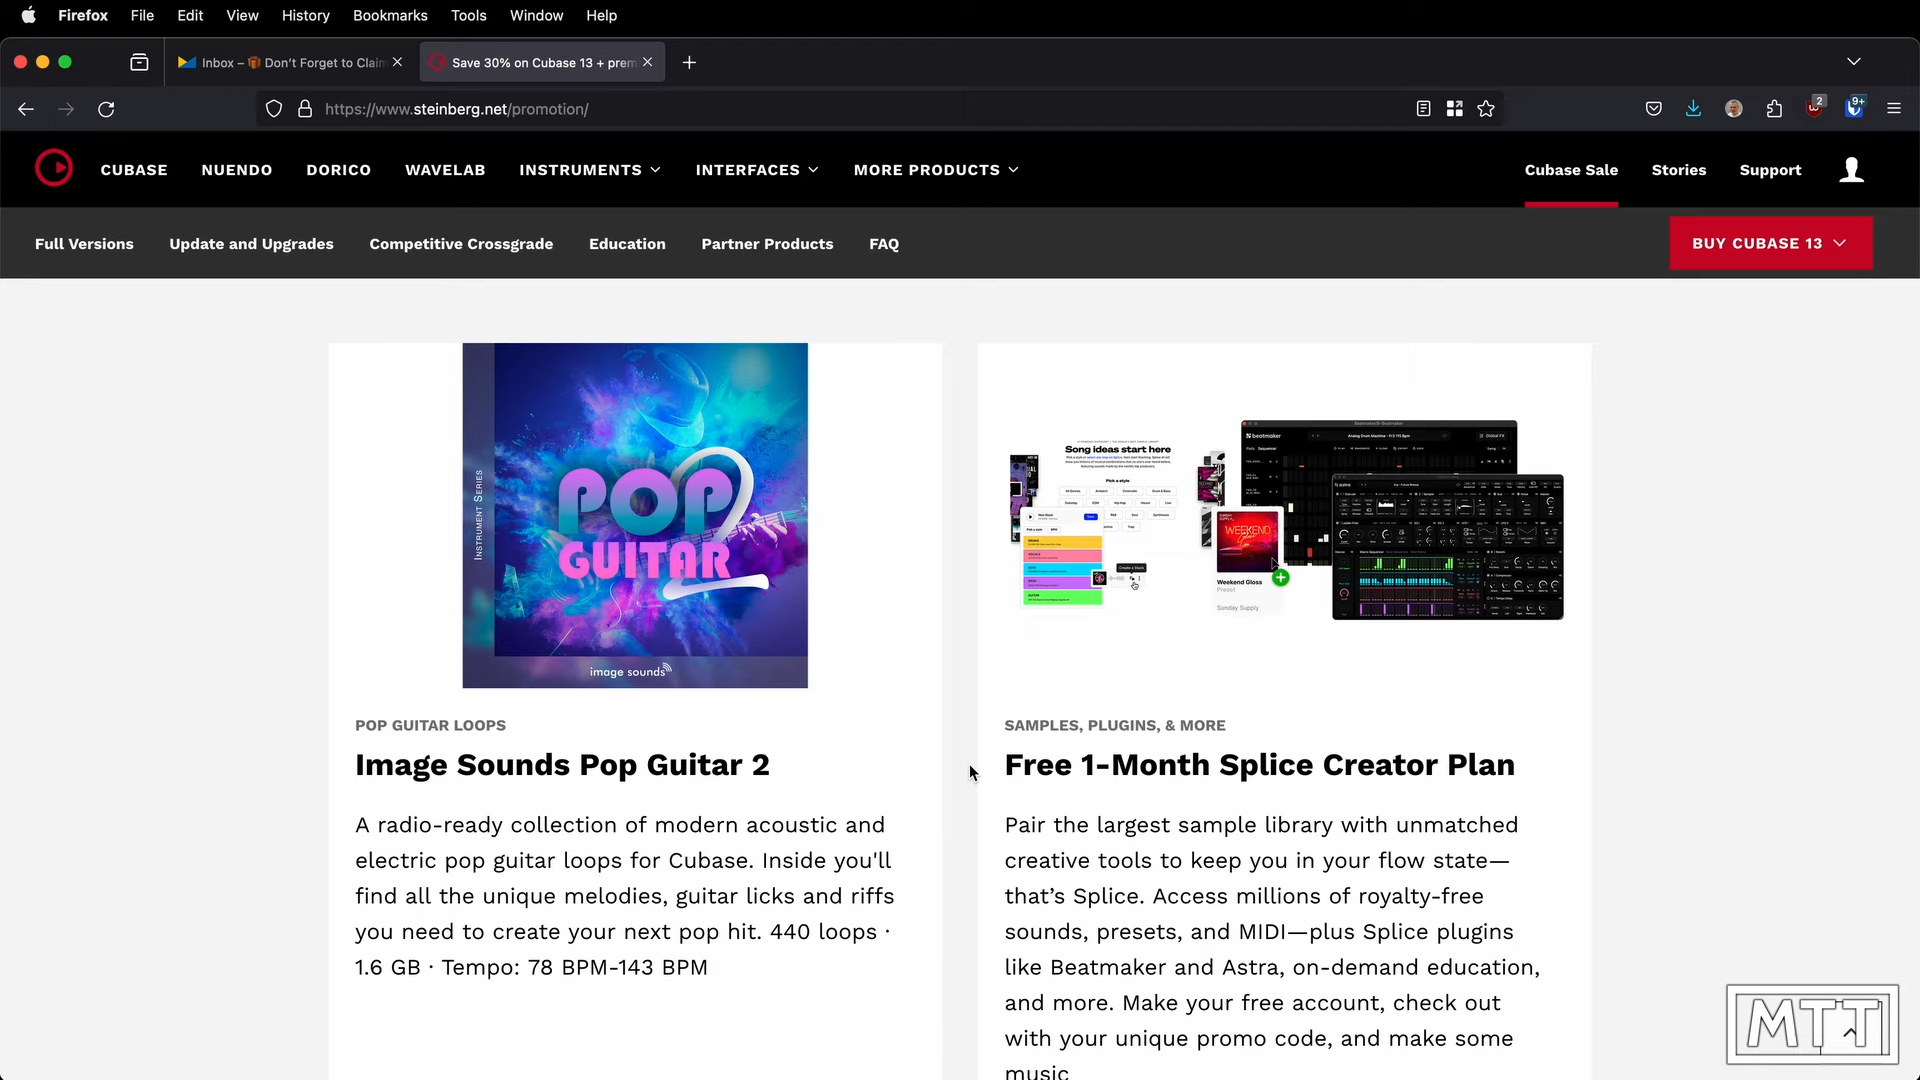 Firefox File Edit View History Bookmarks Tools Window Help
Inbox – Don't Forget to Claim
Save 30% on Cubase 13 + prem
https://www.steinberg.net/promotion/
2
9+
CUBASE NUENDO DORICO WAVELAB INSTRUMENTS INTERFACES MORE PRODUCTS
Cubase Sale Stories Support
Full Versions Update and Upgrades Competitive Crossgrade Education Partner Products FAQ
BUY CUBASE 13
INSTRUMENT SERIES
POP
2
GUITAR
image sounds
Song ideas start here
Pick a style
beatmaker
WEEKEND
Weekend Gloss
Preset
Sunday Supply
POP GUITAR LOOPS
Image Sounds Pop Guitar 2
A radio-ready collection of modern acoustic and
electric pop guitar loops for Cubase. Inside you'll
find all the unique melodies, guitar licks and riffs
you need to create your next pop hit. 440 loops ·
1.6 GB · Tempo: 78 BPM-143 BPM
SAMPLES, PLUGINS, & MORE
Free 1-Month Splice Creator Plan
Pair the largest sample library with unmatched
creative tools to keep you in your flow state—
that’s Splice. Access millions of royalty-free
sounds, presets, and MIDI—plus Splice plugins
like Beatmaker and Astra, on-demand education,
and more. Make your free account, check out
with your unique promo code, and make some
music
MTT